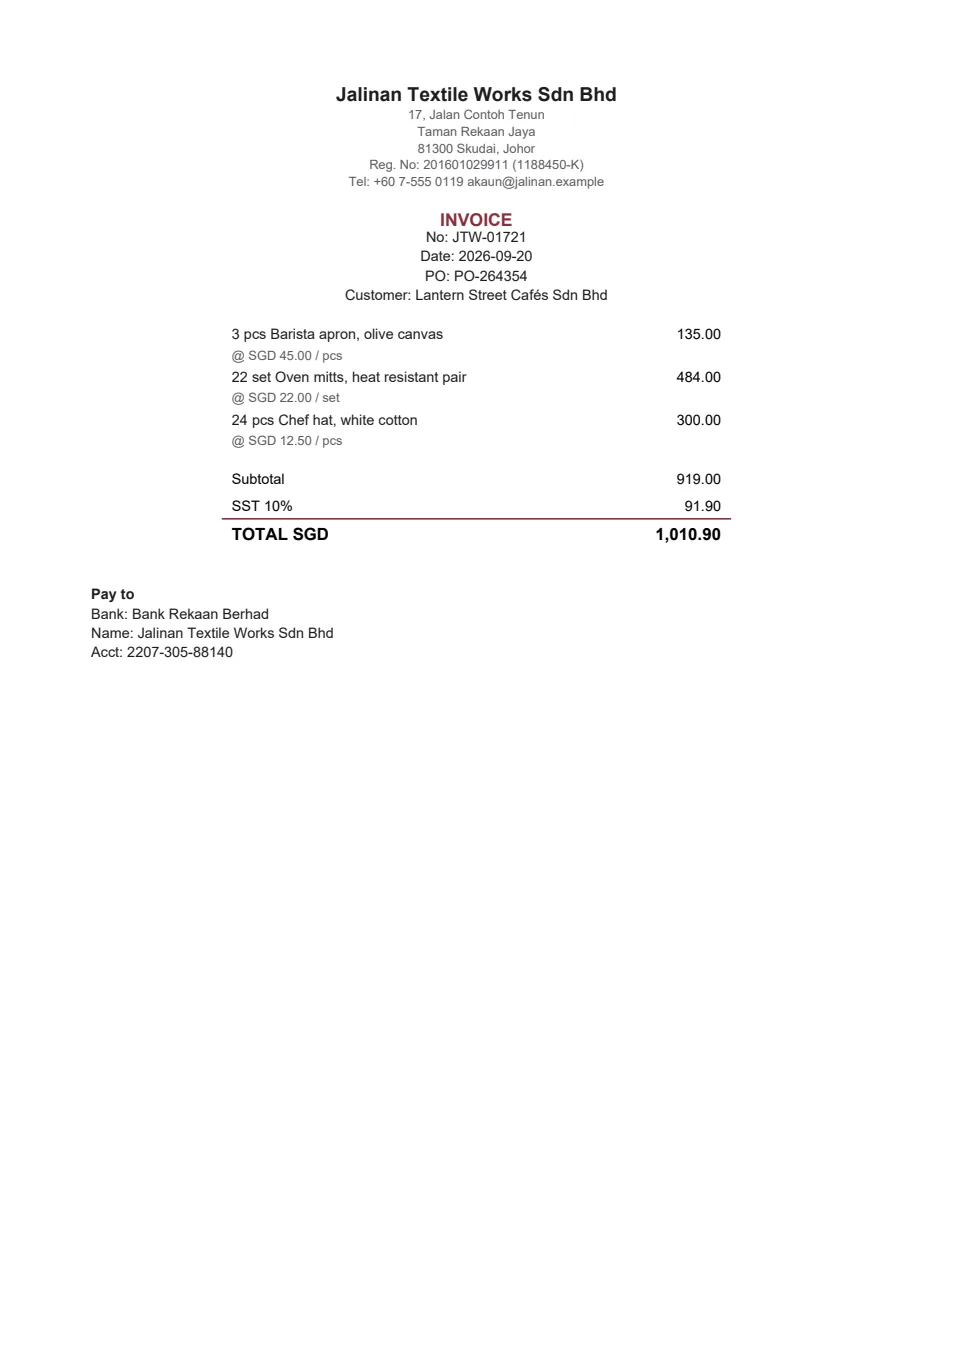 Jalinan Textile Works Sdn Bhd
17, Jalan Contoh Tenun
Taman Rekaan Jaya
81300 Skudai, Johor
Reg. No: 201601029911 (1188450-K)
Tel: +60 7-555 0119 akaun@jalinan.example
INVOICE
No: JTW-01721
Date: 2026-09-20
PO: PO-264354
Customer: Lantern Street Cafés Sdn Bhd
3 pcs Barista apron, olive canvas 135.00
@ SGD 45.00 / pcs
22 set Oven mitts, heat resistant pair 484.00
@ SGD 22.00 / set
24 pcs Chef hat, white cotton 300.00
@ SGD 12.50 / pcs
Subtotal 919.00
SST 10% 91.90
TOTAL SGD 1,010.90
Pay to
Bank: Bank Rekaan Berhad
Name: Jalinan Textile Works Sdn Bhd
Acct: 2207-305-88140